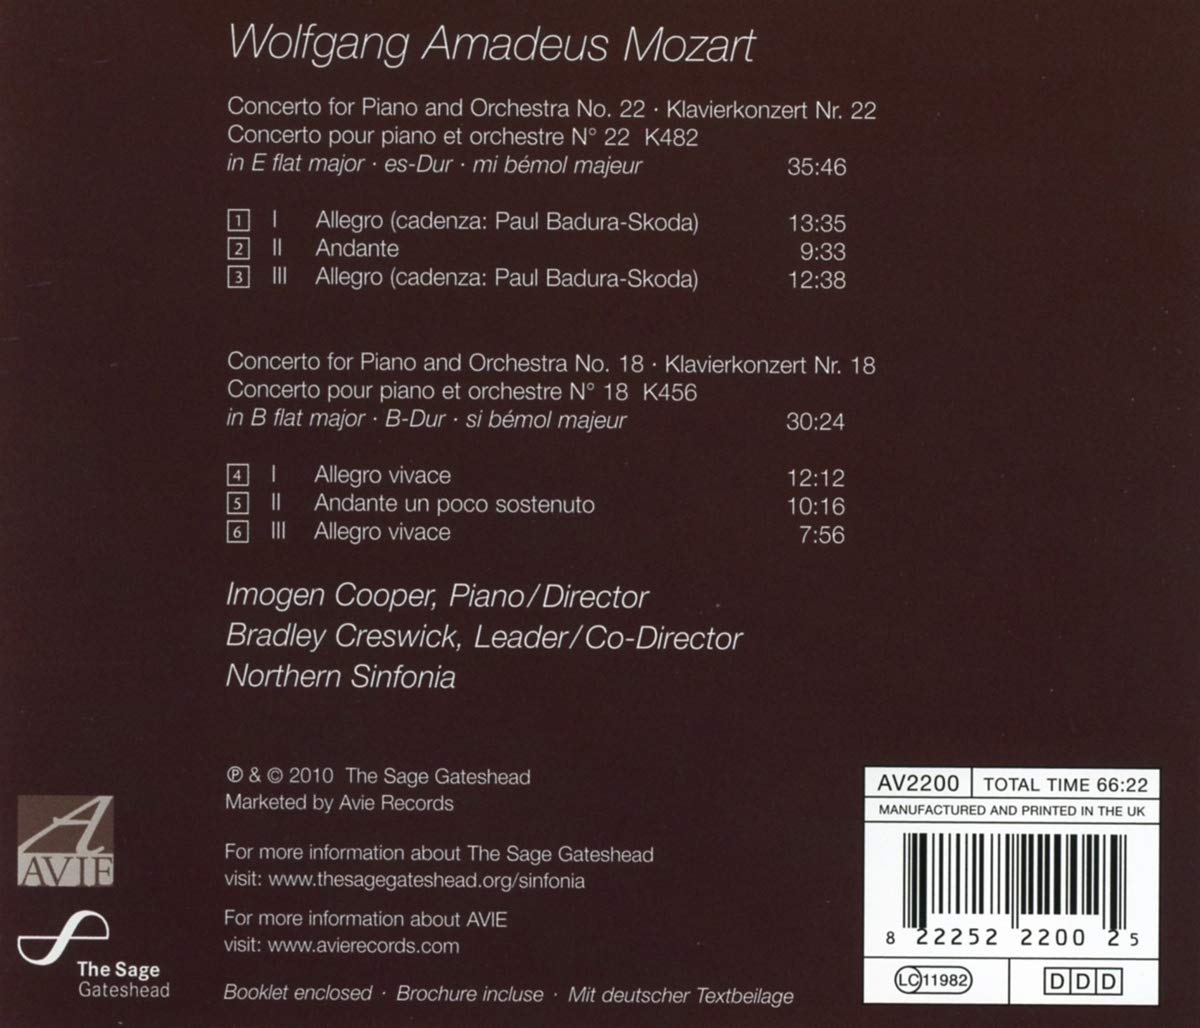 Wolfgang Amadeus Mozart
Concerto for Piano and Orchestra No. 22 · Klavierkonzert Nr. 22
Concerto pour piano et orchestre N° 22 K482
in E flat major · es-Dur · mi bémol majeur 35:46
1 I Allegro (cadenza: Paul Badura-Skoda) 13:35
2 II Andante 9:33
3 III Allegro (cadenza: Paul Badura-Skoda) 12:38
Concerto for Piano and Orchestra No. 18 · Klavierkonzert Nr. 18
Concerto pour piano et orchestre N° 18 K456
in B flat major · B-Dur · si bémol majeur 30:24
4 I Allegro vivace 12:12
5 II Andante un poco sostenuto 10:16
6 III Allegro vivace 7:56
Imogen Cooper, Piano/Director
Bradley Creswick, Leader/Co-Director
Northern Sinfonia
℗ & © 2010 The Sage Gateshead
Marketed by Avie Records
For more information about The Sage Gateshead
visit: www.thesagegateshead.org/sinfonia
For more information about AVIE
visit: www.avierecords.com
Booklet enclosed · Brochure incluse · Mit deutscher Textbeilage
A
AVIE
The Sage
Gateshead
AV2200 TOTAL TIME 66:22
MANUFACTURED AND PRINTED IN THE UK
8 22252 2200 2 5
LC 11982 DDD